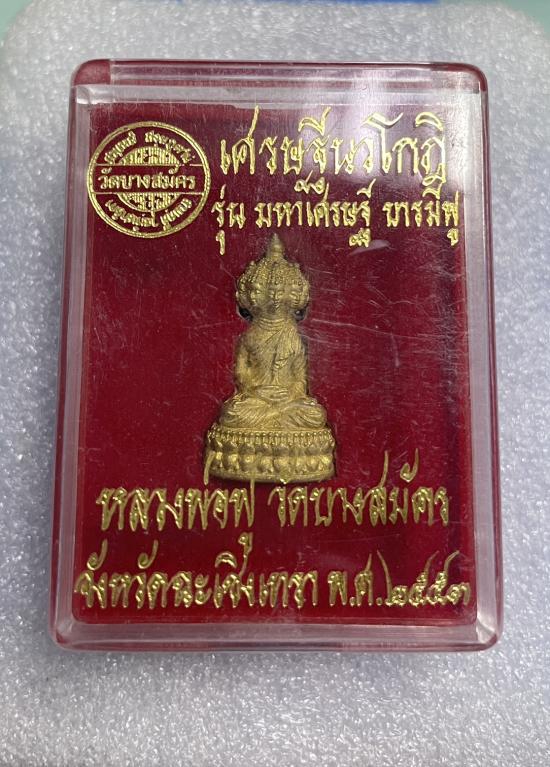 วัดบางสมัคร
เศรษฐีนวโกฏิ
รุ่น มหาเศรษฐี บารมีฟู
หลวงพ่อฟู วัดบางสมัคร
จังหวัดฉะเชิงเทรา พ.ศ.๒๕๕๓